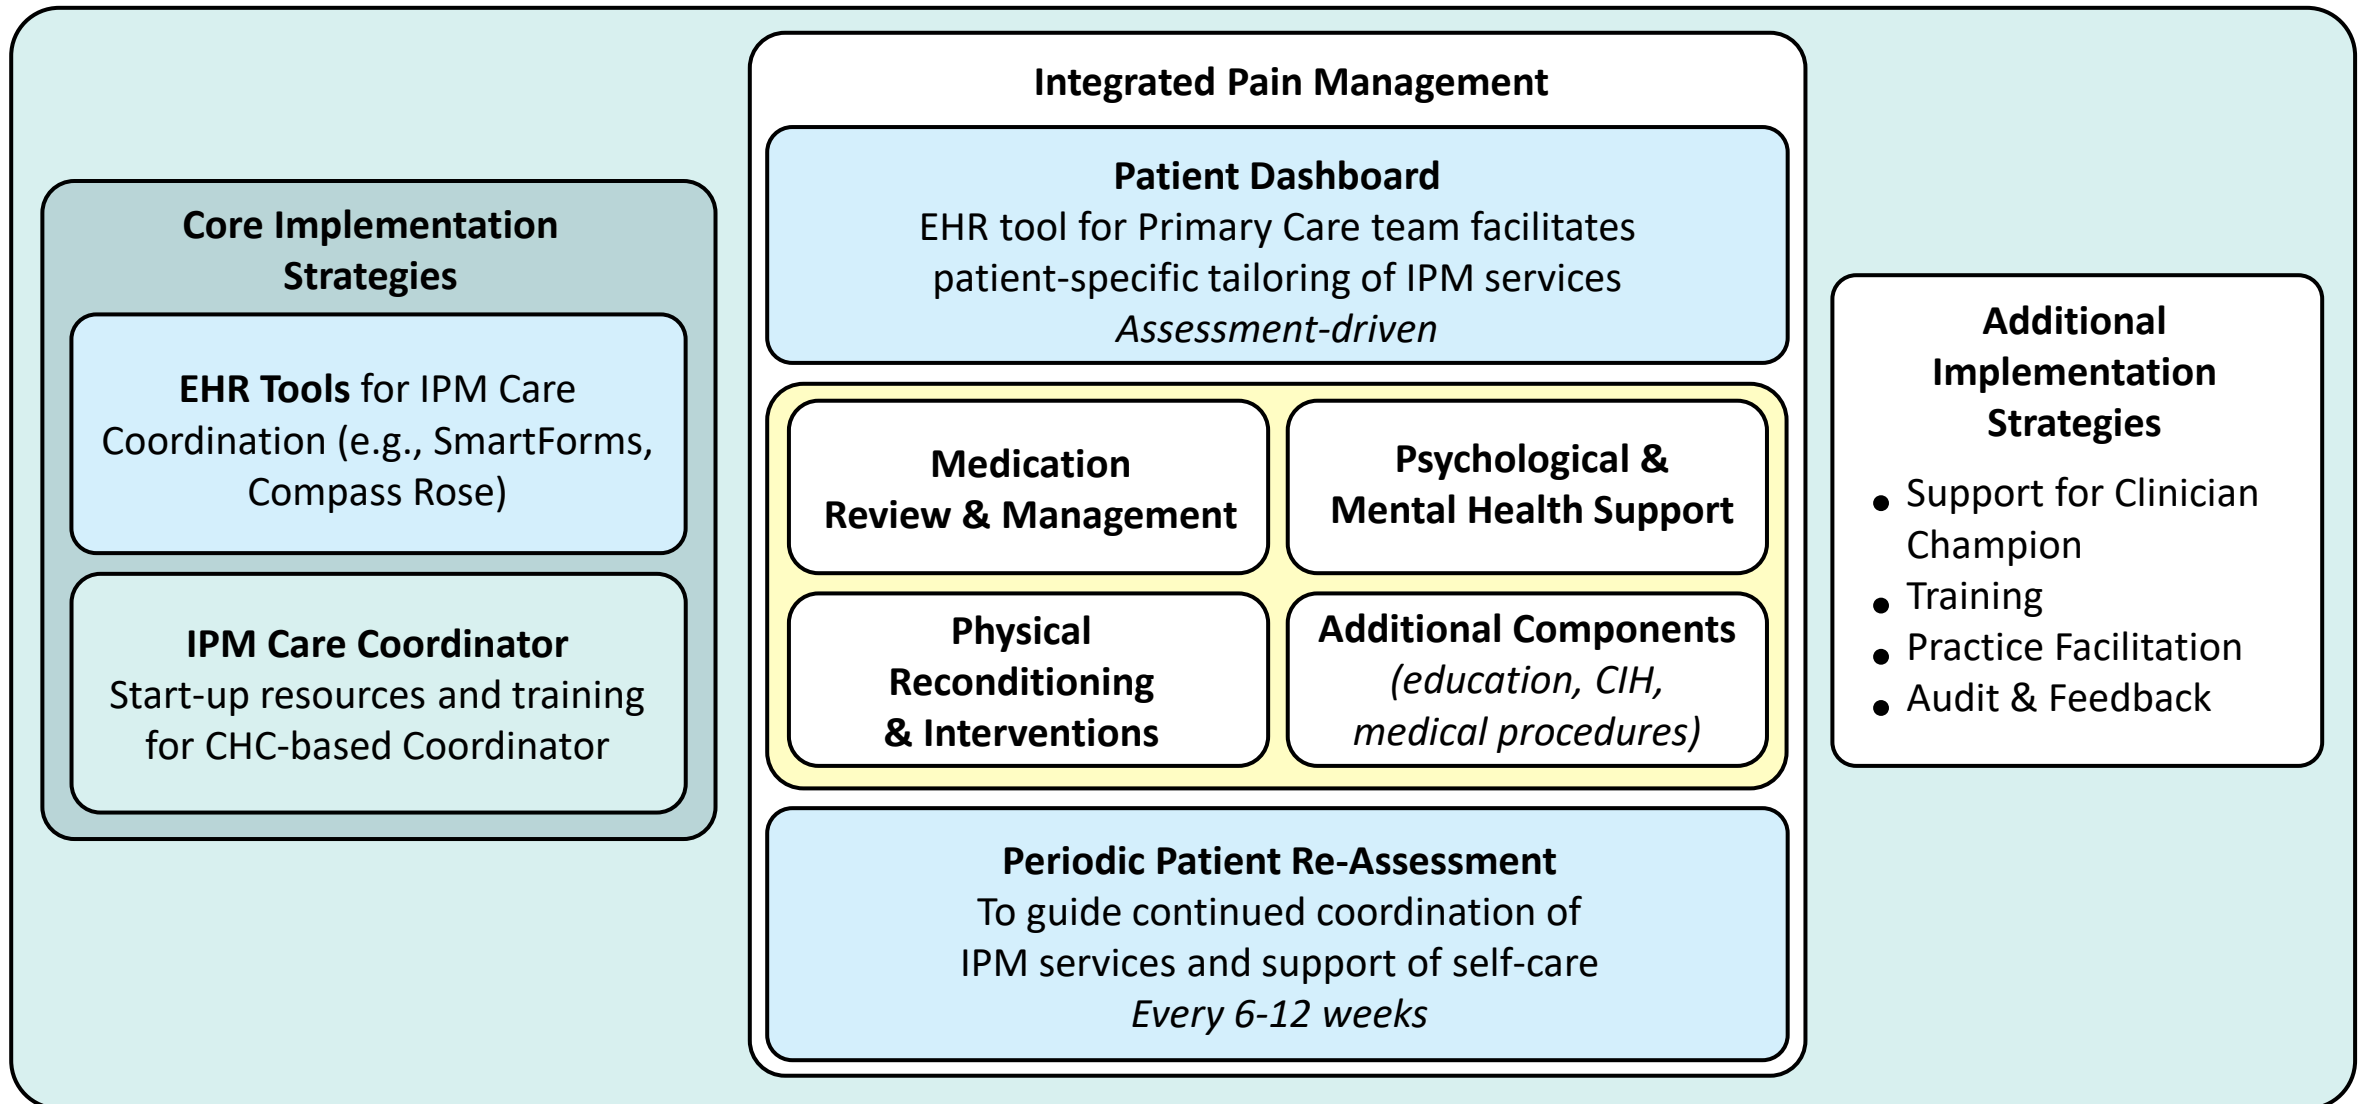 Core Implementation
Strategies
EHR Tools for IPM Care
Coordination (e.g., SmartForms,
Compass Rose)
IPM Care Coordinator
Start-up resources and training
for CHC-based Coordinator
Integrated Pain Management
Patient Dashboard
EHR tool for Primary Care team facilitates
patient-specific tailoring of IPM services
Assessment-driven
Medication
Review & Management
Psychological &
Mental Health Support
Physical
Reconditioning
& Interventions
Additional Components
(education, CIH,
medical procedures)
Periodic Patient Re-Assessment
To guide continued coordination of
IPM services and support of self-care
Every 6-12 weeks
Additional
Implementation
Strategies
● Support for Clinician
Champion
● Training
● Practice Facilitation
● Audit & Feedback